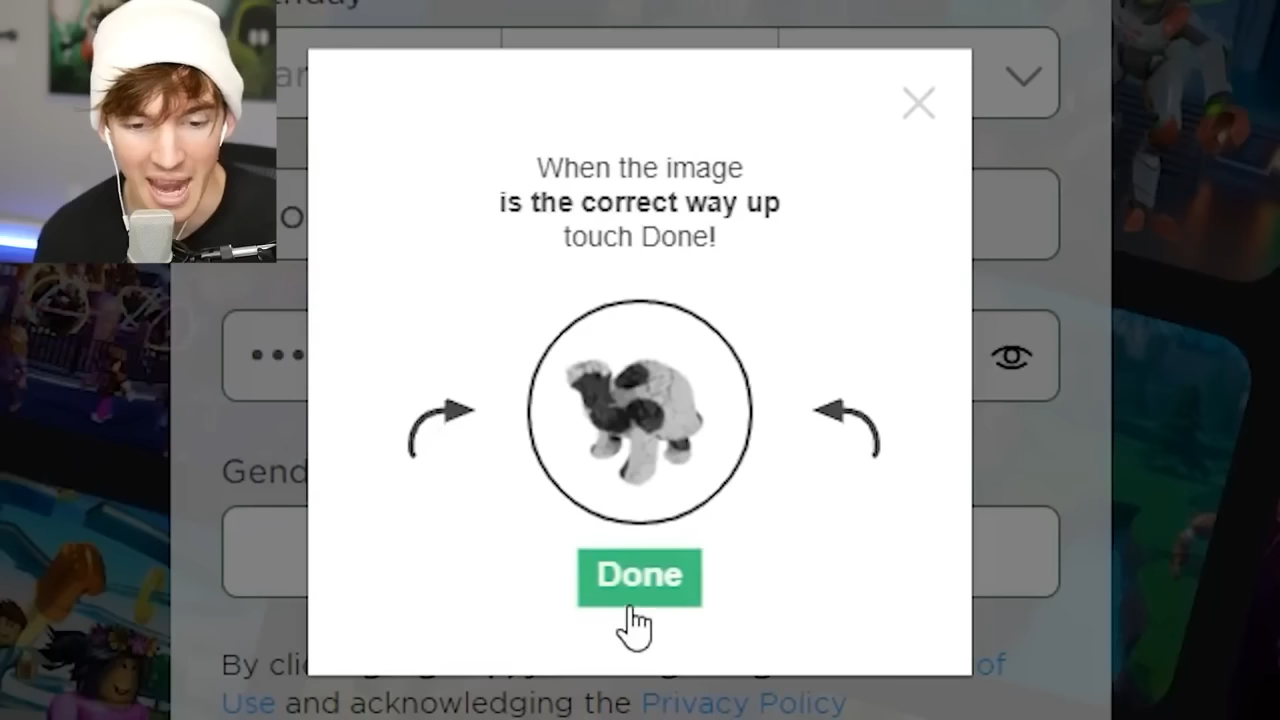 When the image
is the correct way up
touch Done!
Gend
Done
By clic
of
Use and acknowledging the Privacy Policy